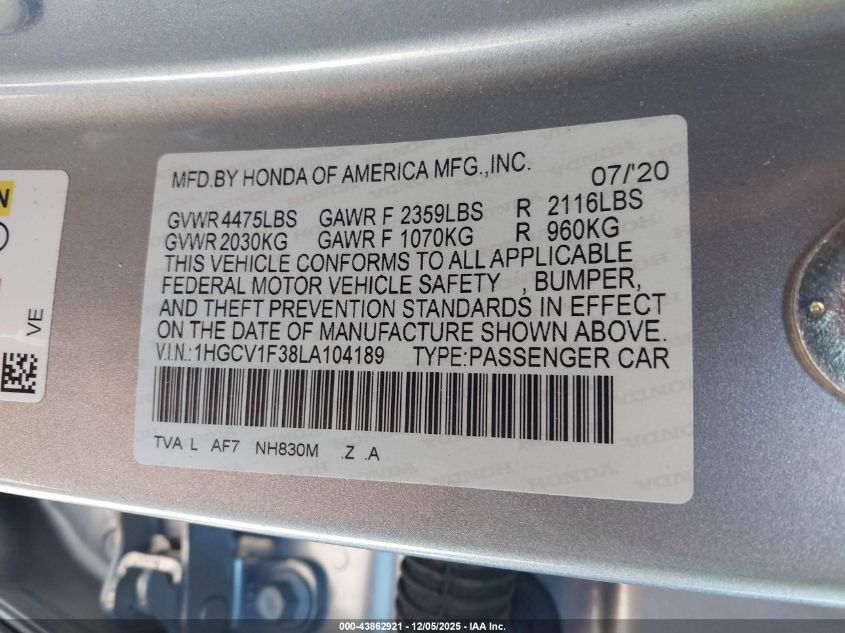 MFD.BY HONDA OF AMERICA MFG.,INC. 07/'20
GVWR 4475LBS GAWR F 2359LBS R 2116LBS
GVWR 2030KG GAWR F 1070KG R 960KG
THIS VEHICLE CONFORMS TO ALL APPLICABLE
FEDERAL MOTOR VEHICLE SAFETY , BUMPER,
AND THEFT PREVENTION STANDARDS IN EFFECT
ON THE DATE OF MANUFACTURE SHOWN ABOVE.
V.I.N.:1HGCV1F38LA104189 TYPE:PASSENGER CAR
TVA L AF7 NH830M .Z .A
VE
000-43862921 - 12/05/2025 - IAA Inc.